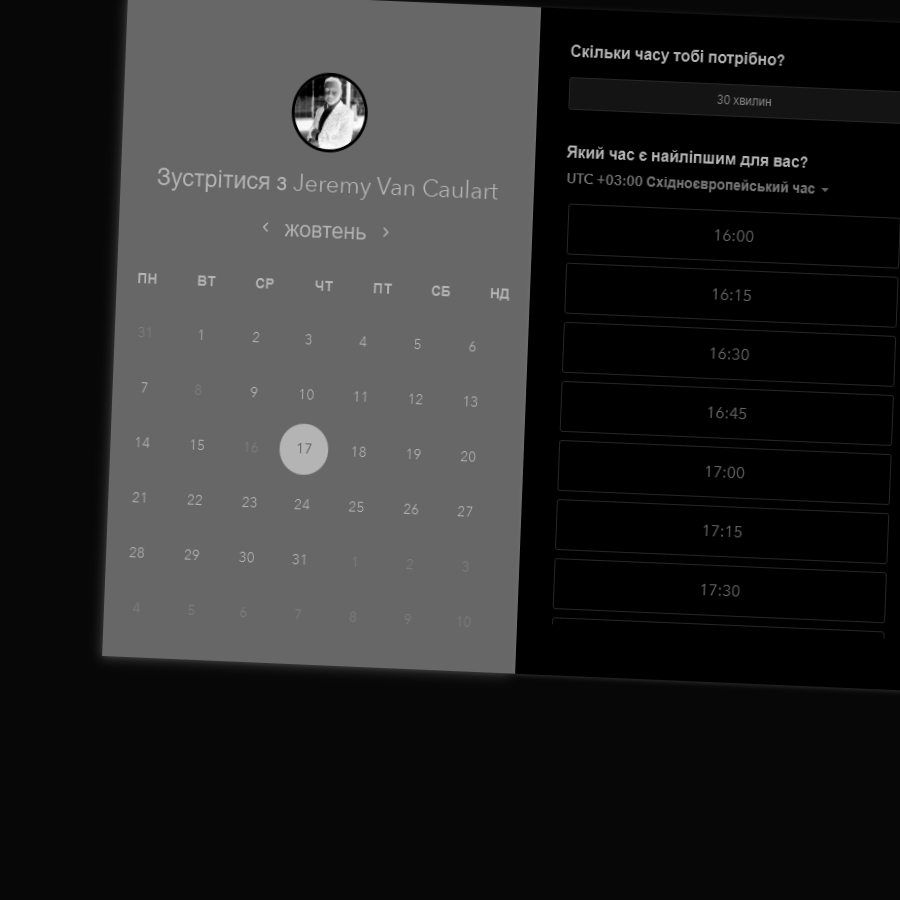 Зустрітися з Jeremy Van Caulart
жовтень
ПН ВТ СР ЧТ ПТ СБ НД
31 1 2 3 4 5 6
7 8 9 10 11 12 13
14 15 16 17 18 19 20
21 22 23 24 25 26 27
28 29 30 31 1 2 3
4 5 6 7 8 9 10
Скільки часу тобі потрібно?
30 хвилин
Який час є найліпшим для вас?
UTC +03:00 Східноєвропейський час
16:00
16:15
16:30
16:45
17:00
17:15
17:30